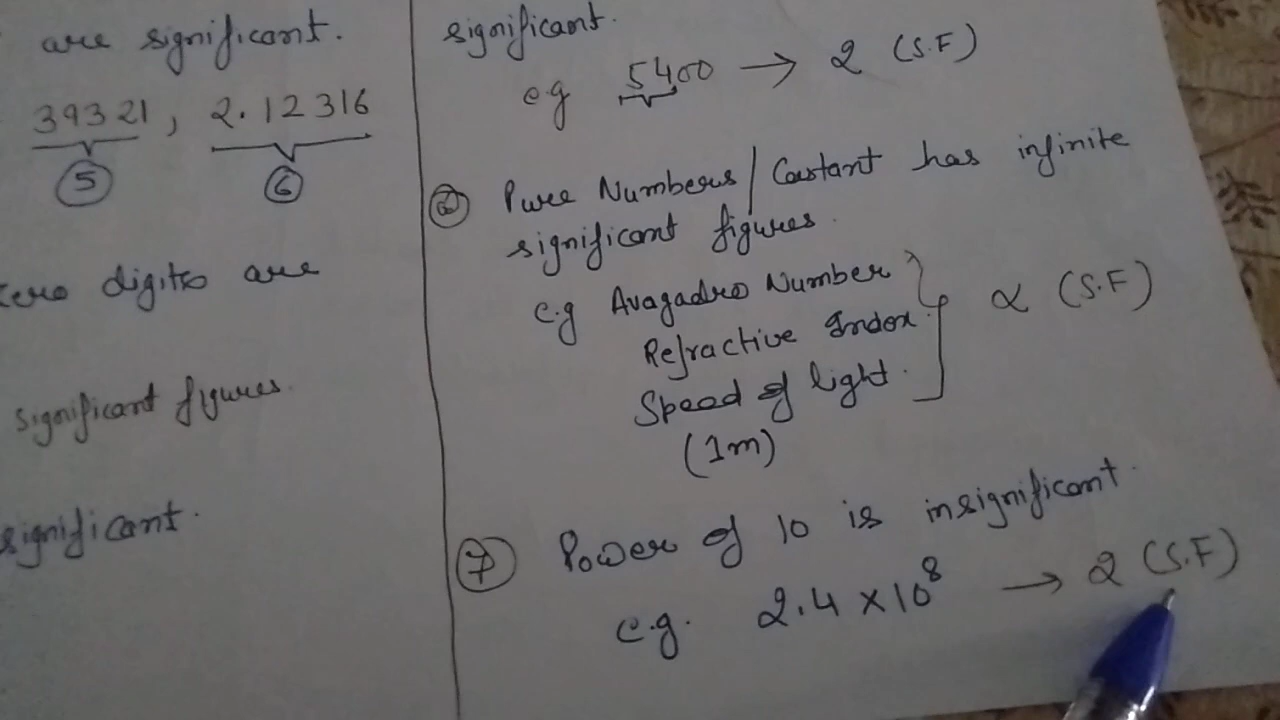 are significant.
39321, 2.12316
5 6
zero digits are
significant figures.
significant.
significant.
e.g 5400 → 2 (S.F)
6 Pure Numbers/Constant has infinite
significant figures.
e.g Avagadro Number
Refractive Index
Speed of light.
∝ (S.F)
(1m)
7 Power of 10 is insignificant.
e.g. 2.4 × 10⁸ → 2 (S.F)